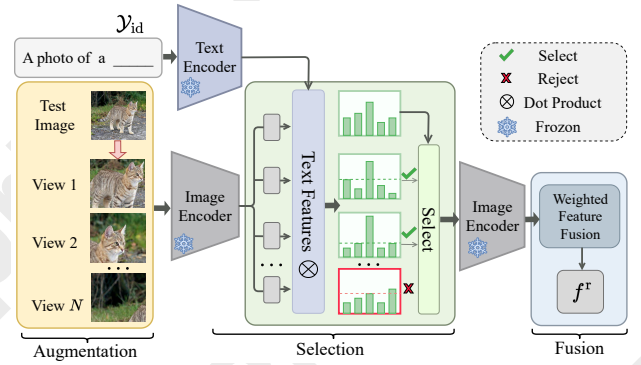 𝒴id
A photo of a _____
Text
Encoder
Select
Reject
Dot Product
Frozon
Test
Image
View 1
View 2
...
View N
Image
Encoder
...
Text Features
...
Select
Image
Encoder
Weighted
Feature
Fusion
f^r
Augmentation
Selection
Fusion